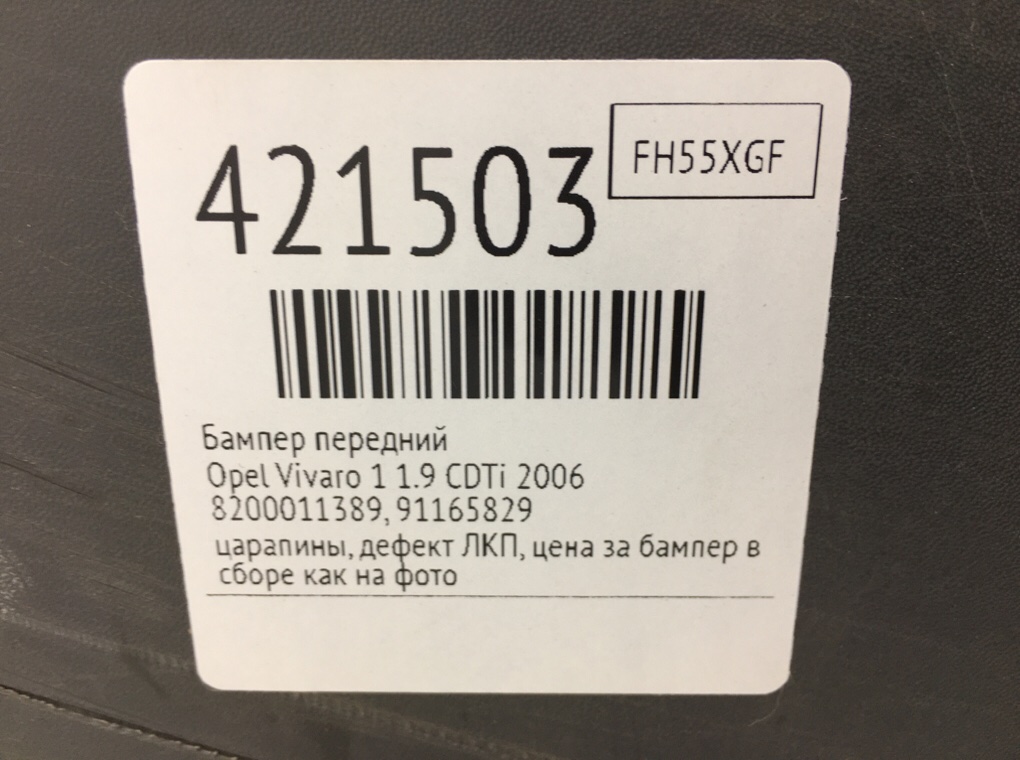 421503
FH55XGF
Бампер передний
Opel Vivaro 1 1.9 CDTi 2006
8200011389, 91165829
царапины, дефект ЛКП, цена за бампер в
сборе как на фото